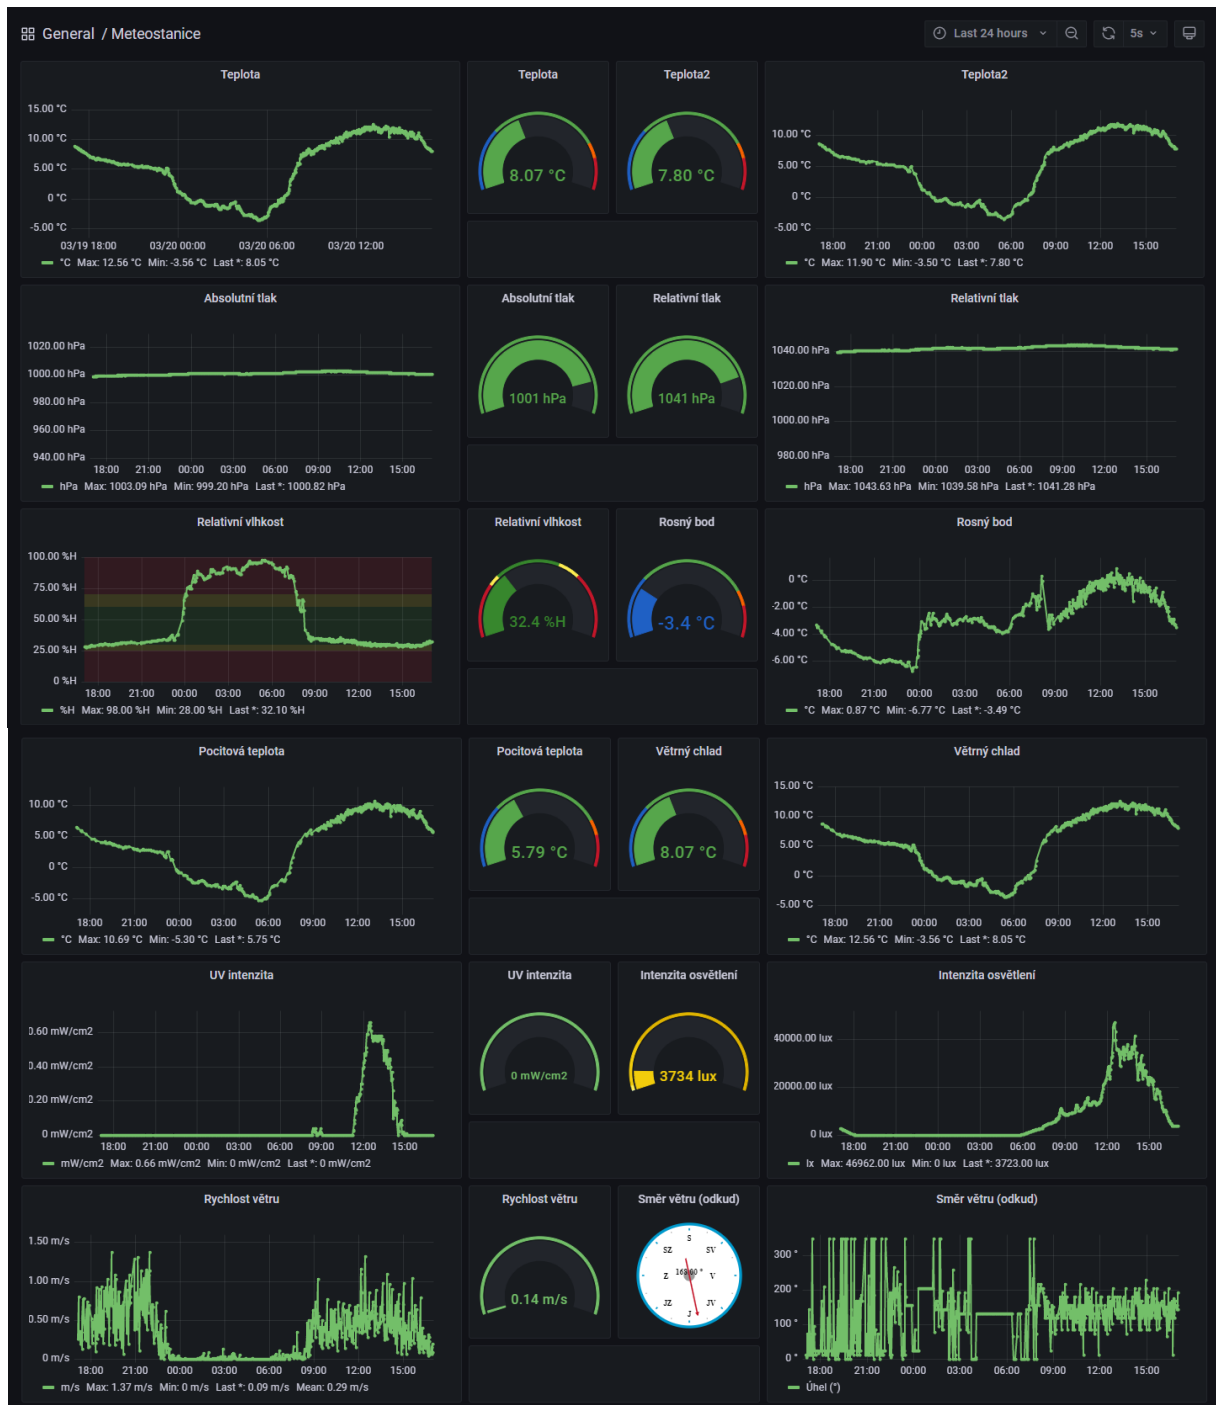 General / Meteostanice
Last 24 hours
5s
Teplota
15.00 °C
10.00 °C
5.00 °C
0 °C
-5.00 °C
03/19 18:00 03/20 00:00 03/20 06:00 03/20 12:00
°C Max: 12.56 °C Min: -3.56 °C Last *: 8.05 °C
Teplota
8.07 °C
Teplota2
7.80 °C
Teplota2
10.00 °C
5.00 °C
0 °C
-5.00 °C
18:00 21:00 00:00 03:00 06:00 09:00 12:00 15:00
°C Max: 11.90 °C Min: -3.50 °C Last *: 7.80 °C
Absolutní tlak
1020.00 hPa
1000.00 hPa
980.00 hPa
960.00 hPa
940.00 hPa
18:00 21:00 00:00 03:00 06:00 09:00 12:00 15:00
hPa Max: 1003.09 hPa Min: 999.20 hPa Last *: 1000.82 hPa
Absolutní tlak
1001 hPa
Relativní tlak
1041 hPa
Relativní tlak
1040.00 hPa
1020.00 hPa
1000.00 hPa
980.00 hPa
18:00 21:00 00:00 03:00 06:00 09:00 12:00 15:00
hPa Max: 1043.63 hPa Min: 1039.58 hPa Last *: 1041.28 hPa
Relativní vlhkost
100.00 %H
75.00 %H
50.00 %H
25.00 %H
0 %H
18:00 21:00 00:00 03:00 06:00 09:00 12:00 15:00
%H Max: 98.00 %H Min: 28.00 %H Last *: 32.10 %H
Relativní vlhkost
32.4 %H
Rosný bod
-3.4 °C
Rosný bod
0 °C
-2.00 °C
-4.00 °C
-6.00 °C
18:00 21:00 00:00 03:00 06:00 09:00 12:00 15:00
°C Max: 0.87 °C Min: -6.77 °C Last *: -3.49 °C
Pocitová teplota
10.00 °C
5.00 °C
0 °C
-5.00 °C
18:00 21:00 00:00 03:00 06:00 09:00 12:00 15:00
°C Max: 10.69 °C Min: -5.30 °C Last *: 5.75 °C
Pocitová teplota
5.79 °C
Větrný chlad
8.07 °C
Větrný chlad
15.00 °C
10.00 °C
5.00 °C
0 °C
-5.00 °C
18:00 21:00 00:00 03:00 06:00 09:00 12:00 15:00
°C Max: 12.56 °C Min: -3.56 °C Last *: 8.05 °C
UV intenzita
0.60 mW/cm2
0.40 mW/cm2
0.20 mW/cm2
0 mW/cm2
18:00 21:00 00:00 03:00 06:00 09:00 12:00 15:00
mW/cm2 Max: 0.66 mW/cm2 Min: 0 mW/cm2 Last *: 0 mW/cm2
UV intenzita
0 mW/cm2
Intenzita osvětlení
3734 lux
Intenzita osvětlení
40000.00 lux
20000.00 lux
0 lux
18:00 21:00 00:00 03:00 06:00 09:00 12:00 15:00
lx Max: 46962.00 lux Min: 0 lux Last *: 3723.00 lux
Rychlost větru
1.50 m/s
1.00 m/s
0.50 m/s
0 m/s
18:00 21:00 00:00 03:00 06:00 09:00 12:00 15:00
m/s Max: 1.37 m/s Min: 0 m/s Last *: 0.09 m/s Mean: 0.29 m/s
Rychlost větru
0.14 m/s
Směr větru (odkud)
S
SZ SV
Z V
JZ JV
J
Směr větru (odkud)
300 °
200 °
100 °
0 °
18:00 21:00 00:00 03:00 06:00 09:00 12:00 15:00
Úhel (°)